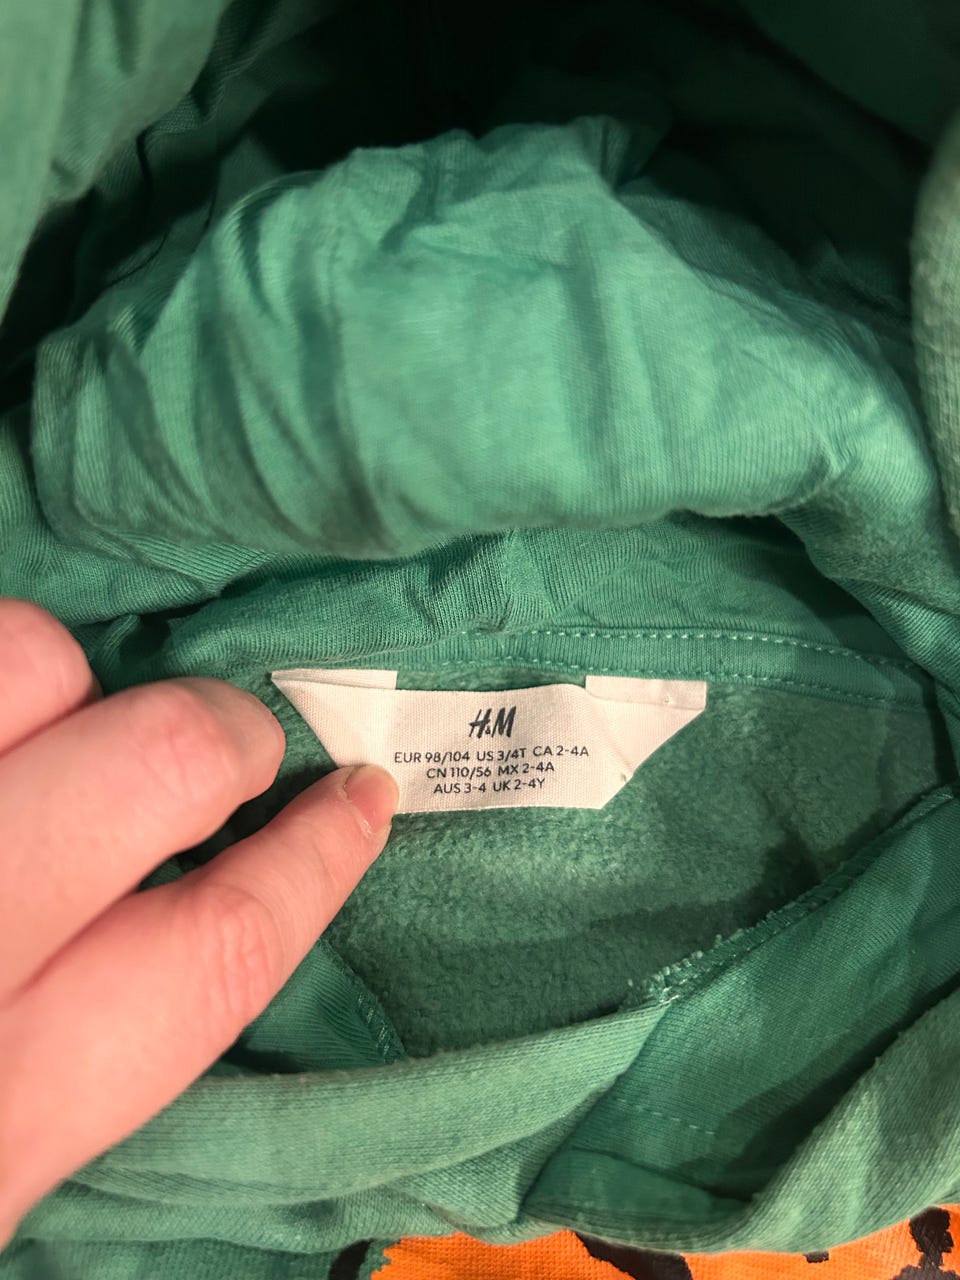 H&M
EUR 98/104 US 3/4T CA 2-4A
CN 110/56 MX 2-4A
AUS 3-4 UK 2-4Y